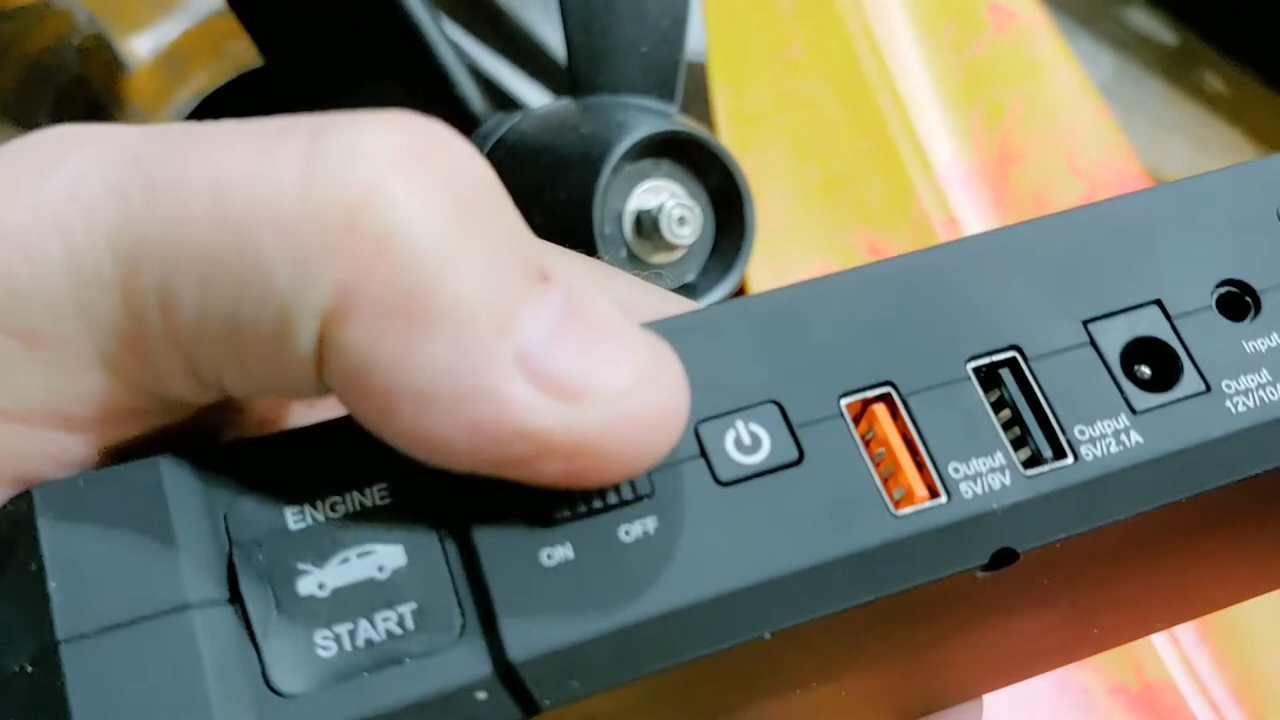 ENGINE
START
ON
OFF
Output
5V/9V
Output
5V/2.1A
Output
Input